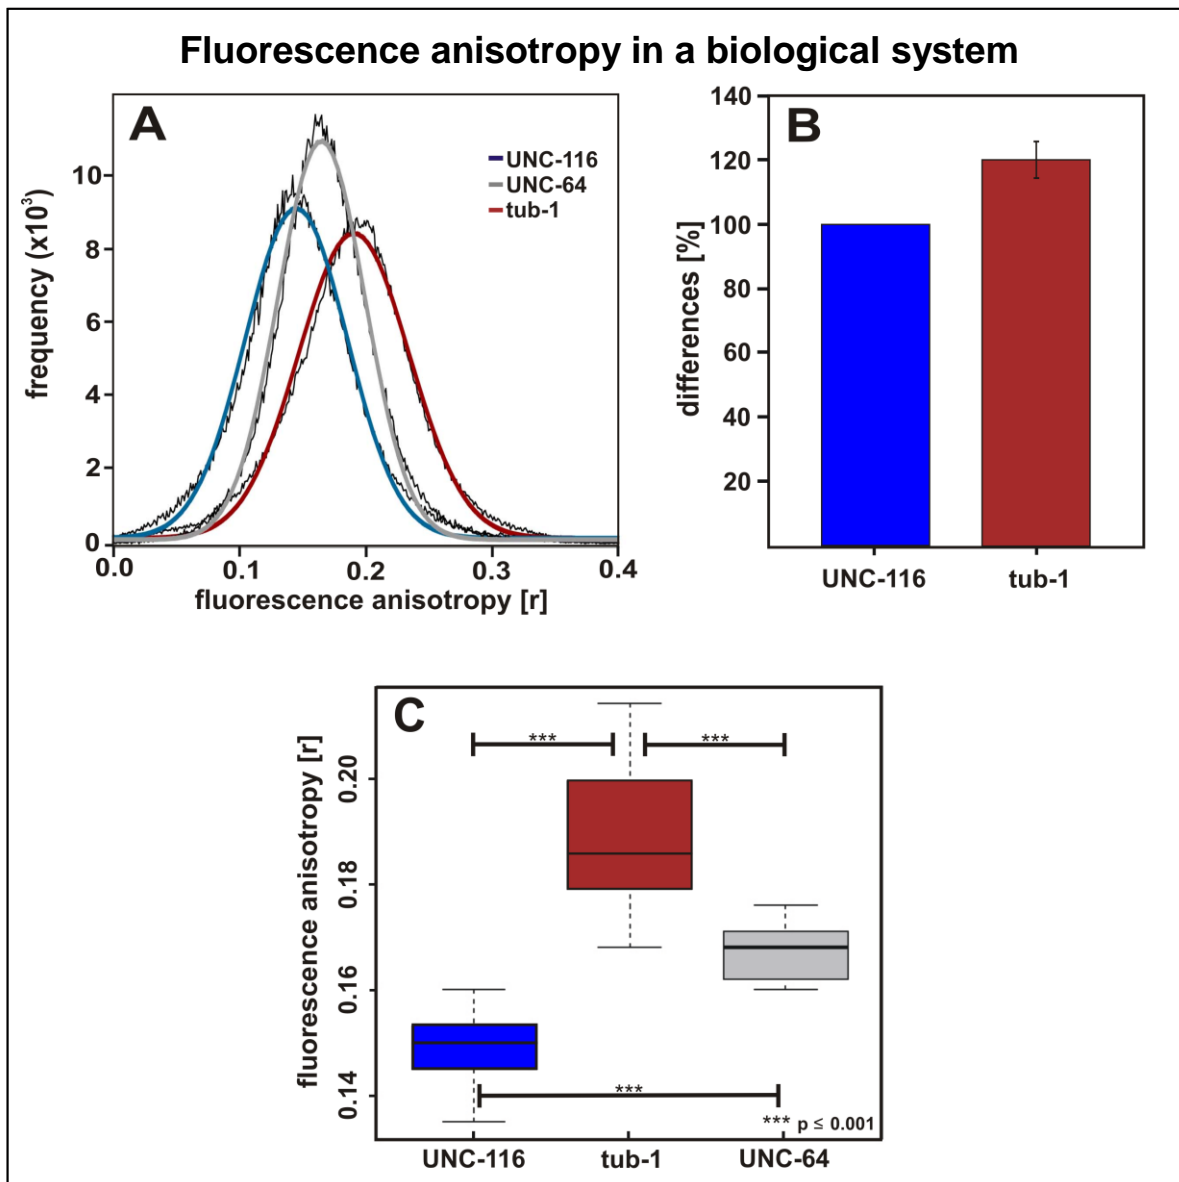 Fluorescence anisotropy in a biological system
A
UNC-116
UNC-64
tub-1
frequency (x10³)
10
8
6
4
2
0
0.0 0.1 0.2 0.3 0.4
fluorescence anisotropy [r]
B
differences [%]
140
120
100
80
60
40
20
UNC-116 tub-1
C
fluorescence anisotropy [r]
0.20
0.18
0.16
0.14
*** ***
***
*** p ≤ 0.001
UNC-116 tub-1 UNC-64